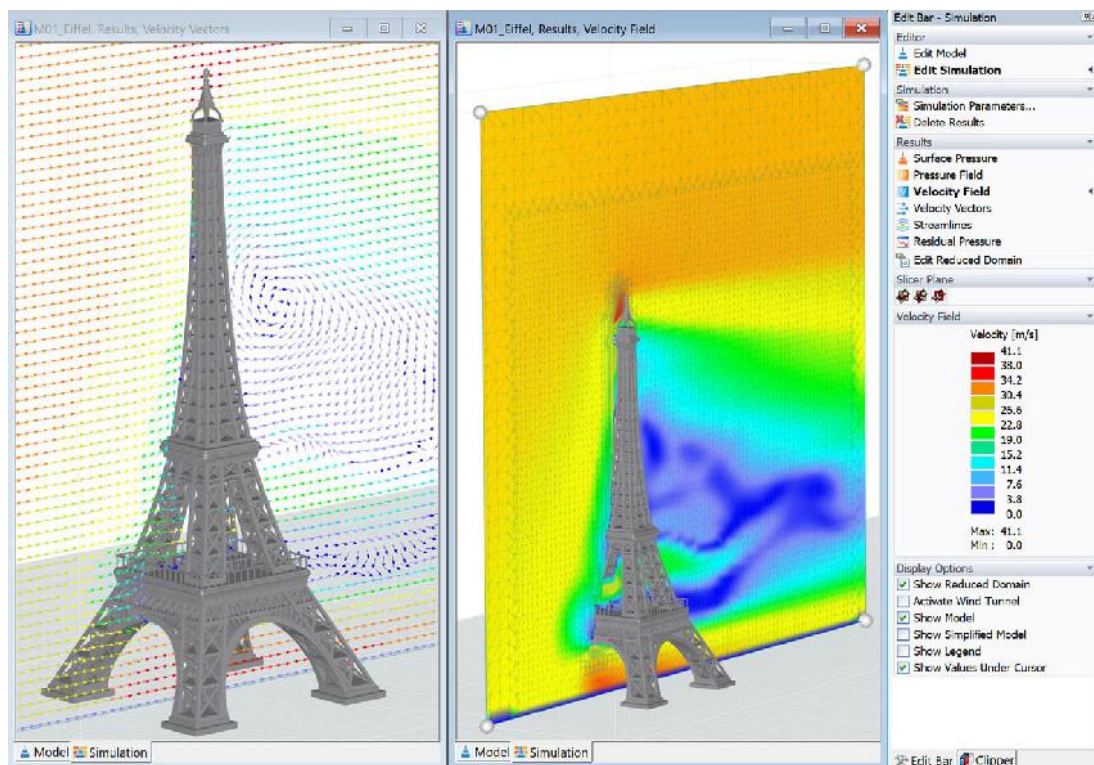 M01_Eiffel, Results, Velocity Vectors
M01_Eiffel, Results, Velocity Field
Model
Simulation
Model
Simulation
Edit Bar - Simulation
Editor
Edit Model
Edit Simulation
Simulation
Simulation Parameters...
Delete Results
Results
Surface Pressure
Pressure Field
Velocity Field
Velocity Vectors
Streamlines
Residual Pressure
Edit Reduced Domain
Slicer Plane
Velocity Field
Velocity [m/s]
41.1
38.0
34.2
30.4
25.6
22.8
19.0
15.2
11.4
7.6
3.8
0.0
Max: 41.1
Min : 0.0
Display Options
Show Reduced Domain
Activate Wind Tunnel
Show Model
Show Simplified Model
Show Legend
Show Values Under Cursor
Edit Bar
Clipper